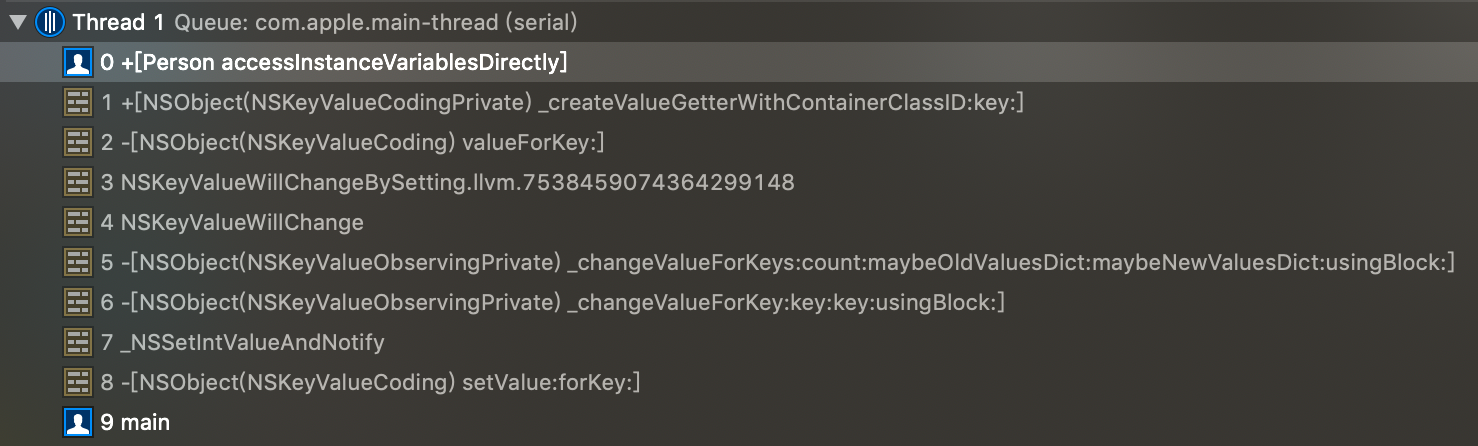 Thread 1 Queue: com.apple.main-thread (serial)
0 +[Person accessInstanceVariablesDirectly]
1 +[NSObject(NSKeyValueCodingPrivate) _createValueGetterWithContainerClassID:key:]
2 -[NSObject(NSKeyValueCoding) valueForKey:]
3 NSKeyValueWillChangeBySetting.llvm.7538459074364299148
4 NSKeyValueWillChange
5 -[NSObject(NSKeyValueObservingPrivate) _changeValueForKeys:count:maybeOldValuesDict:maybeNewValuesDict:usingBlock:]
6 -[NSObject(NSKeyValueObservingPrivate) _changeValueForKey:key:key:usingBlock:]
7 _NSSetIntValueAndNotify
8 -[NSObject(NSKeyValueCoding) setValue:forKey:]
9 main